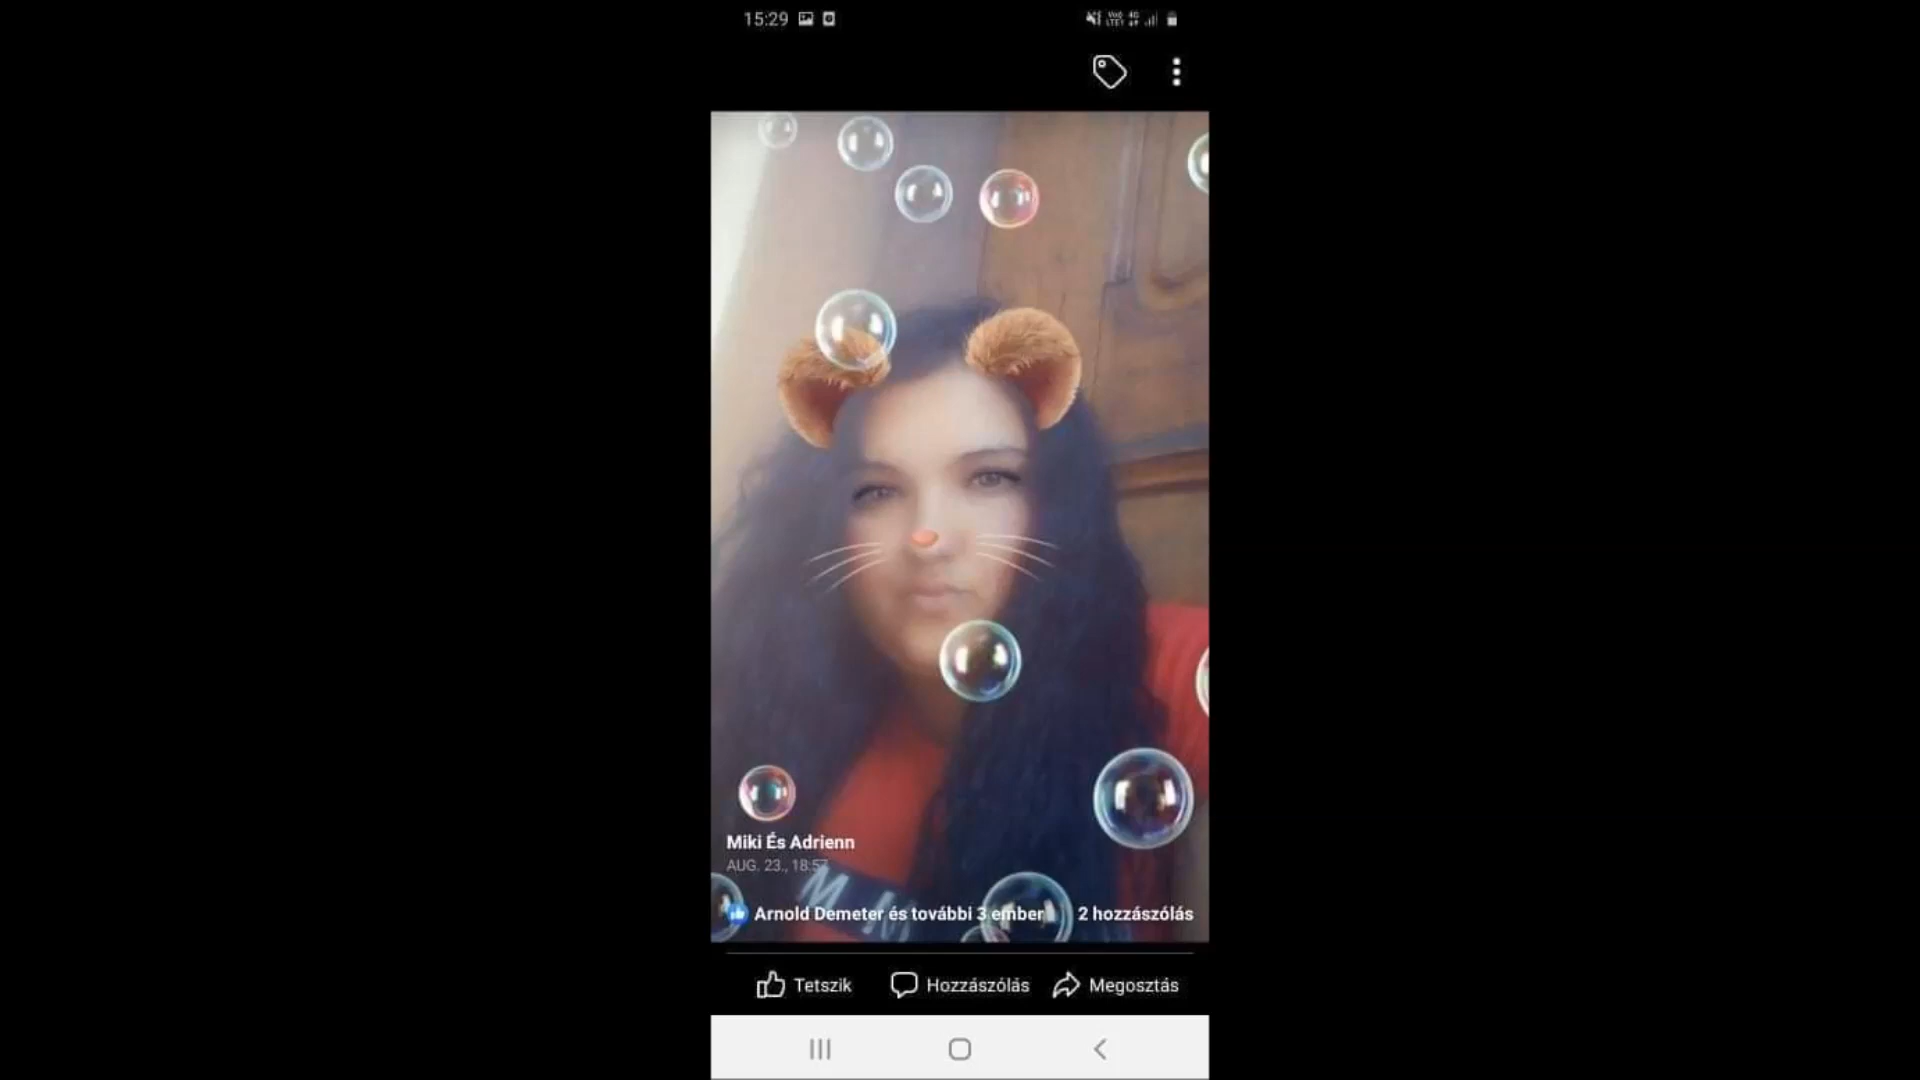 15:29
Miki És Adrienn
AUG. 23., 18:57
Arnold Demeter és további 3 ember
2 hozzászólás
Tetszik
Hozzászólás
Megosztás